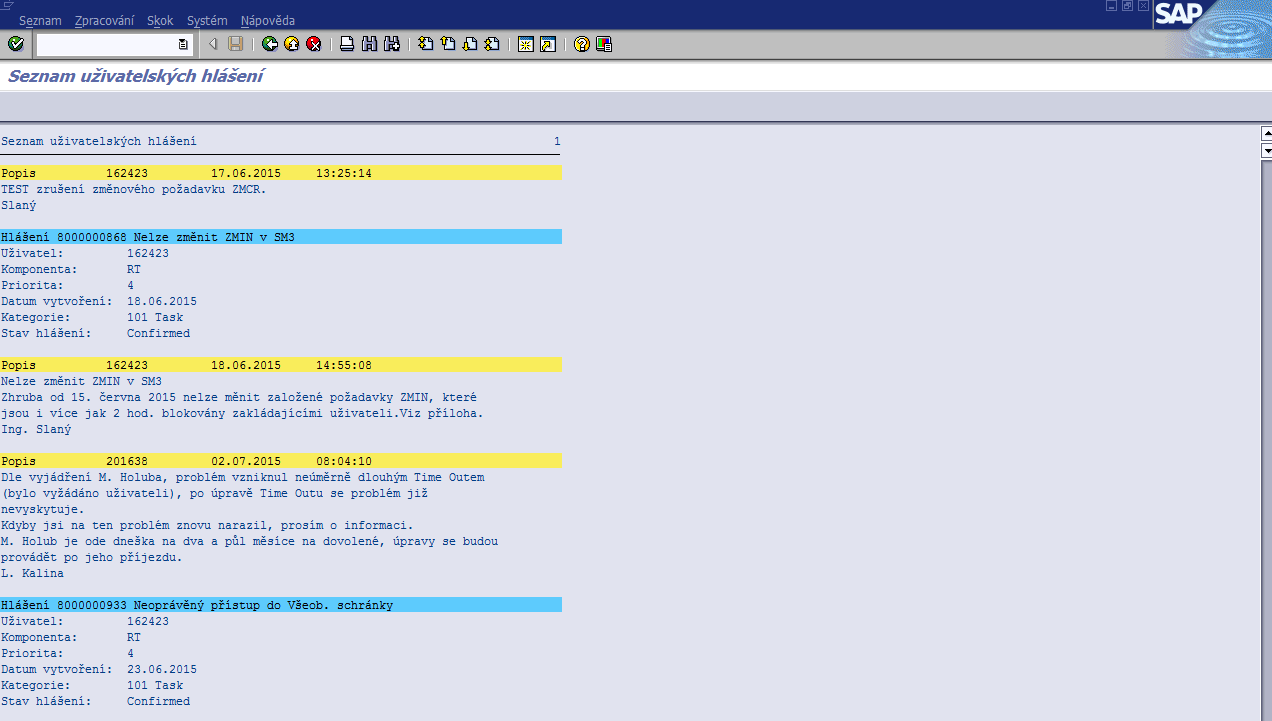 Seznam Zpracování Skok Systém Nápověda
SAP
Seznam uživatelských hlášení
Seznam uživatelských hlášení 1
Popis 162423 17.06.2015 13:25:14
TEST zrušení změnového požadavku ZMCR.
Slaný
Hlášení 8000000868 Nelze změnit ZMIN v SM3
Uživatel: 162423
Komponenta: RT
Priorita: 4
Datum vytvoření: 18.06.2015
Kategorie: 101 Task
Stav hlášení: Confirmed
Popis 162423 18.06.2015 14:55:08
Nelze změnit ZMIN v SM3
Zhruba od 15. června 2015 nelze měnit založené požadavky ZMIN, které
jsou i více jak 2 hod. blokovány zakládajícími uživateli.Viz příloha.
Ing. Slaný
Popis 201638 02.07.2015 08:04:10
Dle vyjádření M. Holuba, problém vzniknul neúměrně dlouhým Time Outem
(bylo vyžádáno uživateli), po úpravě Time Outu se problém již
nevyskytuje.
Kdyby jsi na ten problém znovu narazil, prosím o informaci.
M. Holub je ode dneška na dva a půl měsíce na dovolené, úpravy se budou
provádět po jeho příjezdu.
L. Kalina
Hlášení 8000000933 Neoprávěný přístup do Všeob. schránky
Uživatel: 162423
Komponenta: RT
Priorita: 4
Datum vytvoření: 23.06.2015
Kategorie: 101 Task
Stav hlášení: Confirmed